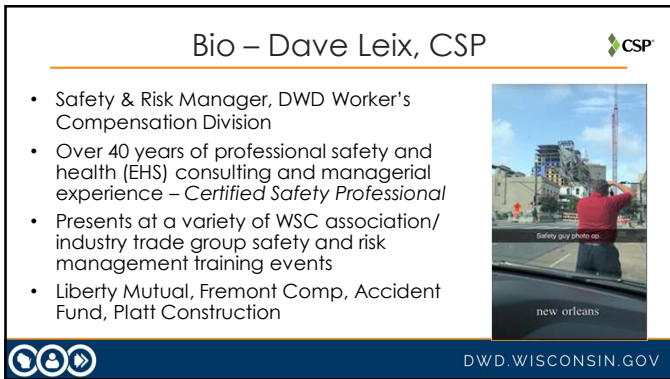 Bio – Dave Leix, CSP
CSP
• Safety & Risk Manager, DWD Worker's
Compensation Division
• Over 40 years of professional safety and
health (EHS) consulting and managerial
experience – Certified Safety Professional
• Presents at a variety of WSC association/
industry trade group safety and risk
management training events
• Liberty Mutual, Fremont Comp, Accident
Fund, Platt Construction
Safety guy photo op.
new orleans
DWD.WISCONSIN.GOV